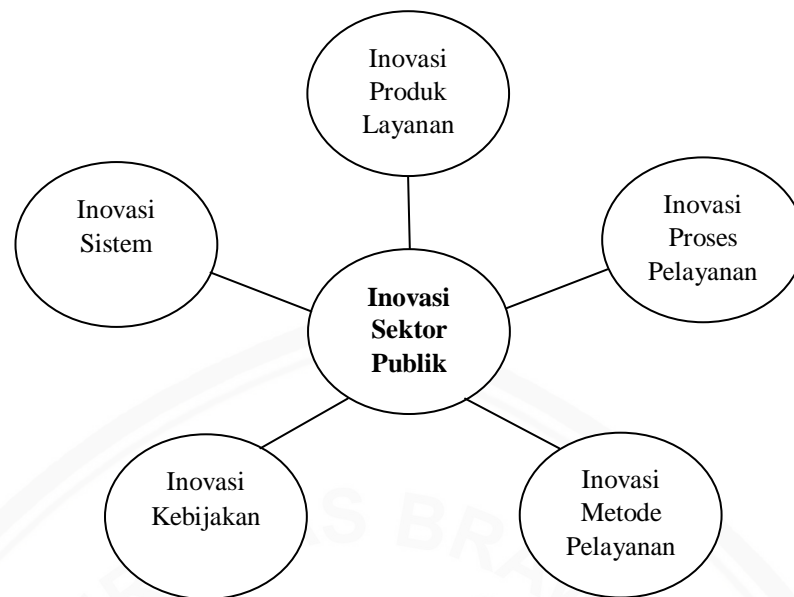 Inovasi
Produk
Layanan
Inovasi
Sistem
Inovasi
Proses
Pelayanan
Inovasi
Sektor
Publik
Inovasi
Kebijakan
Inovasi
Metode
Pelayanan